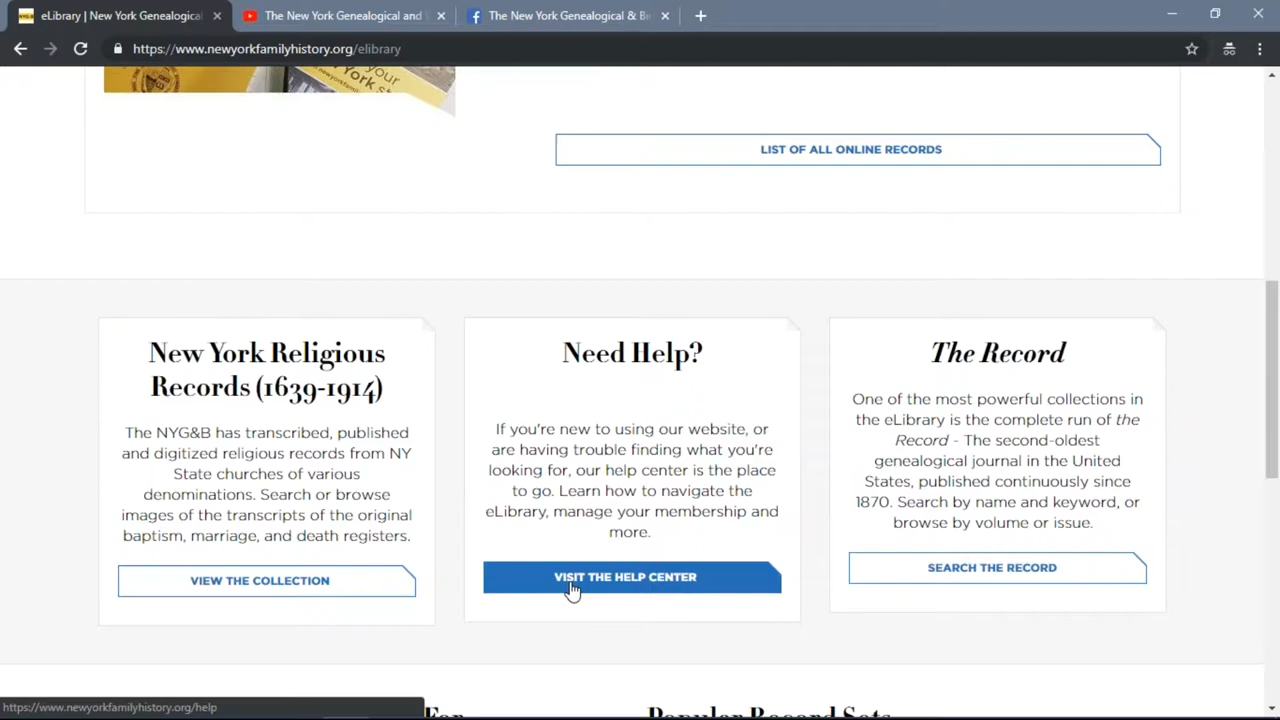 eLibrary | New York Genealogical
The New York Genealogical and
The New York Genealogical & Bi
https://www.newyorkfamilyhistory.org/elibrary
LIST OF ALL ONLINE RECORDS
New York Religious
Records (1639-1914)
The NYG&B has transcribed, published
and digitized religious records from NY
State churches of various
denominations. Search or browse
images of the transcripts of the original
baptism, marriage, and death registers.
VIEW THE COLLECTION
Need Help?
If you're new to using our website, or
are having trouble finding what you're
looking for, our help center is the place
to go. Learn how to navigate the
eLibrary, manage your membership and
more.
VISIT THE HELP CENTER
The Record
One of the most powerful collections in
the eLibrary is the complete run of the
Record - The second-oldest
genealogical journal in the United
States, published continuously since
1870. Search by name and keyword, or
browse by volume or issue.
SEARCH THE RECORD
https://www.newyorkfamilyhistory.org/help
For
Popular Record Sets